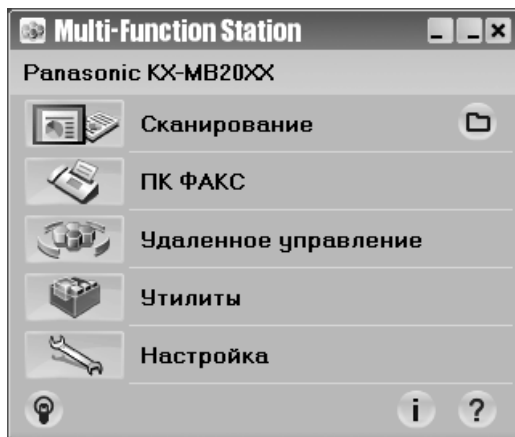 Multi-Function Station
Panasonic KX-MB20XX
Сканирование
ПК ФАКС
Удаленное управление
Утилиты
Настройка
i ?